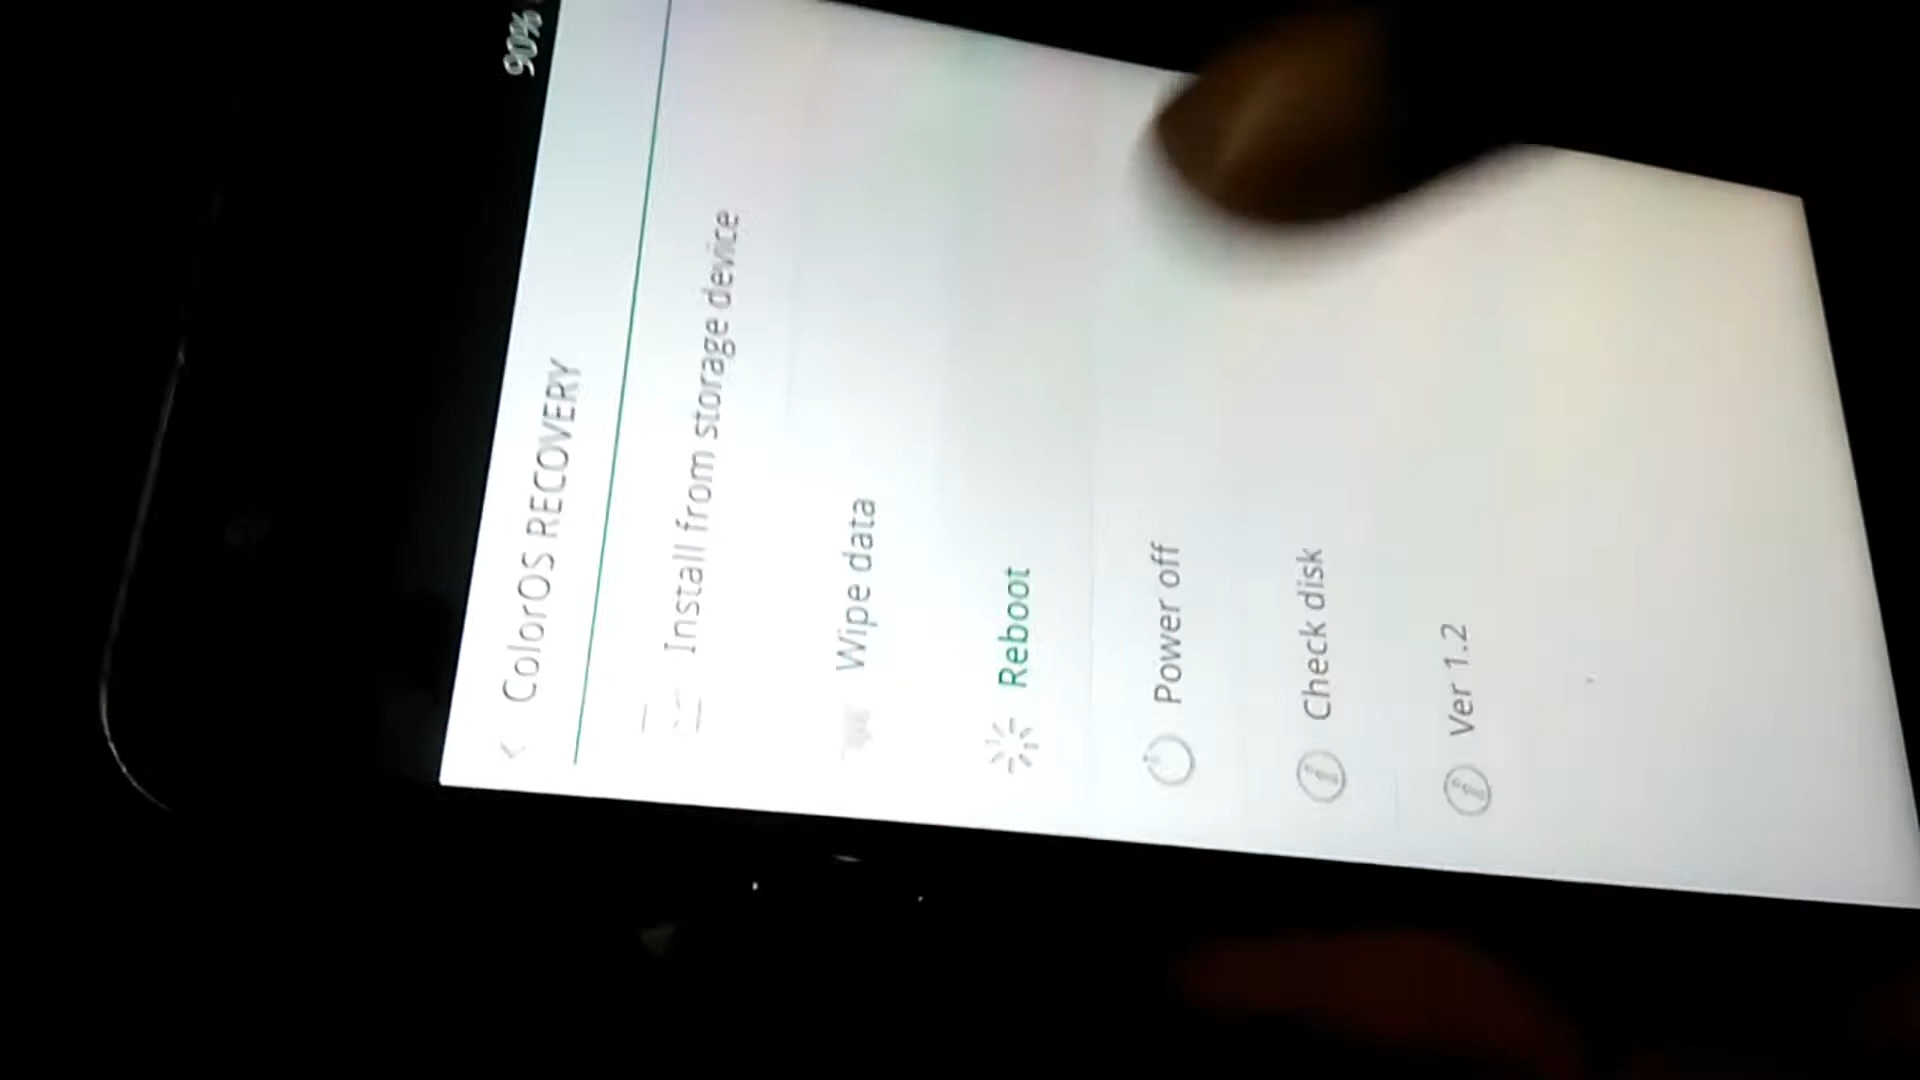 90%
ColorOS RECOVERY
Install from storage device
Wipe data
Reboot
Power off
Check disk
Ver 1.2